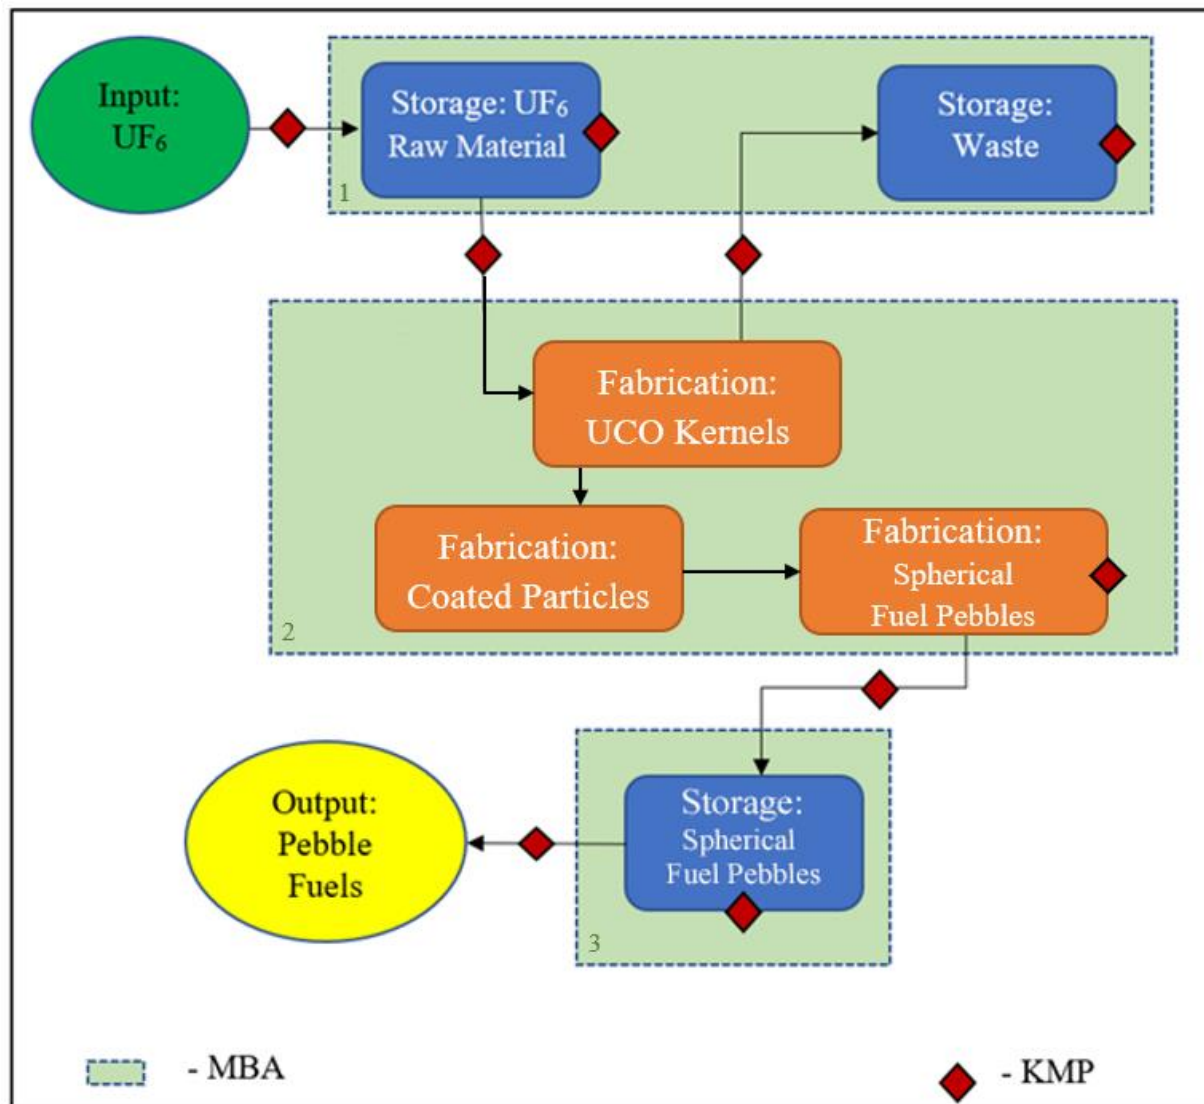 Input:
UF₆
Storage: UF₆
Raw Material
Storage:
Waste
1
Fabrication:
UCO Kernels
Fabrication:
Coated Particles
Fabrication:
Spherical
Fuel Pebbles
2
Output:
Pebble
Fuels
Storage:
Spherical
Fuel Pebbles
3
- MBA
- KMP